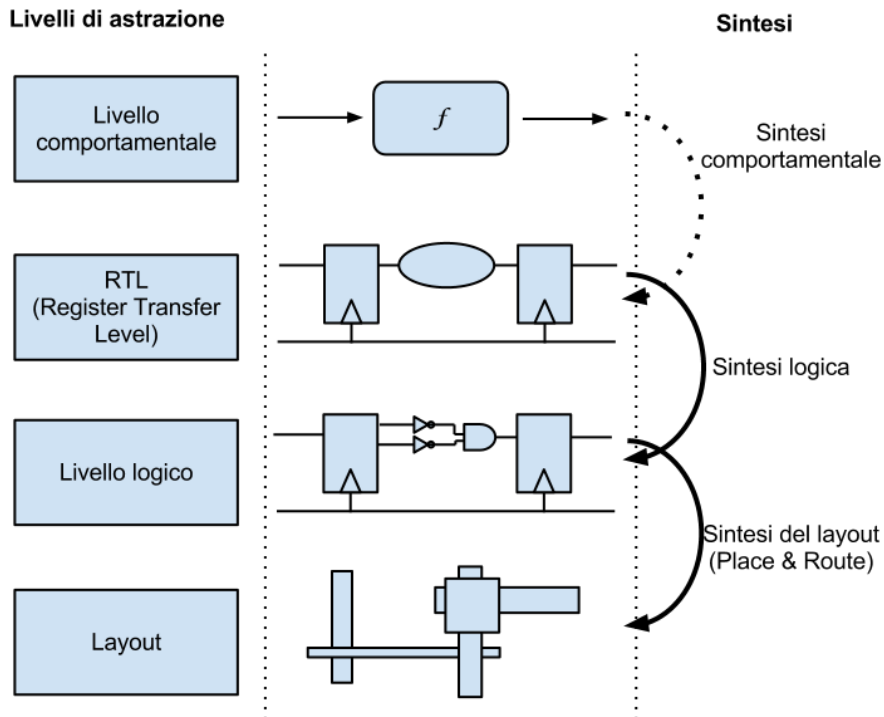 Livelli di astrazione
Sintesi
Livello
comportamentale
f
Sintesi
comportamentale
RTL
(Register Transfer
Level)
Sintesi logica
Livello logico
Sintesi del layout
(Place & Route)
Layout